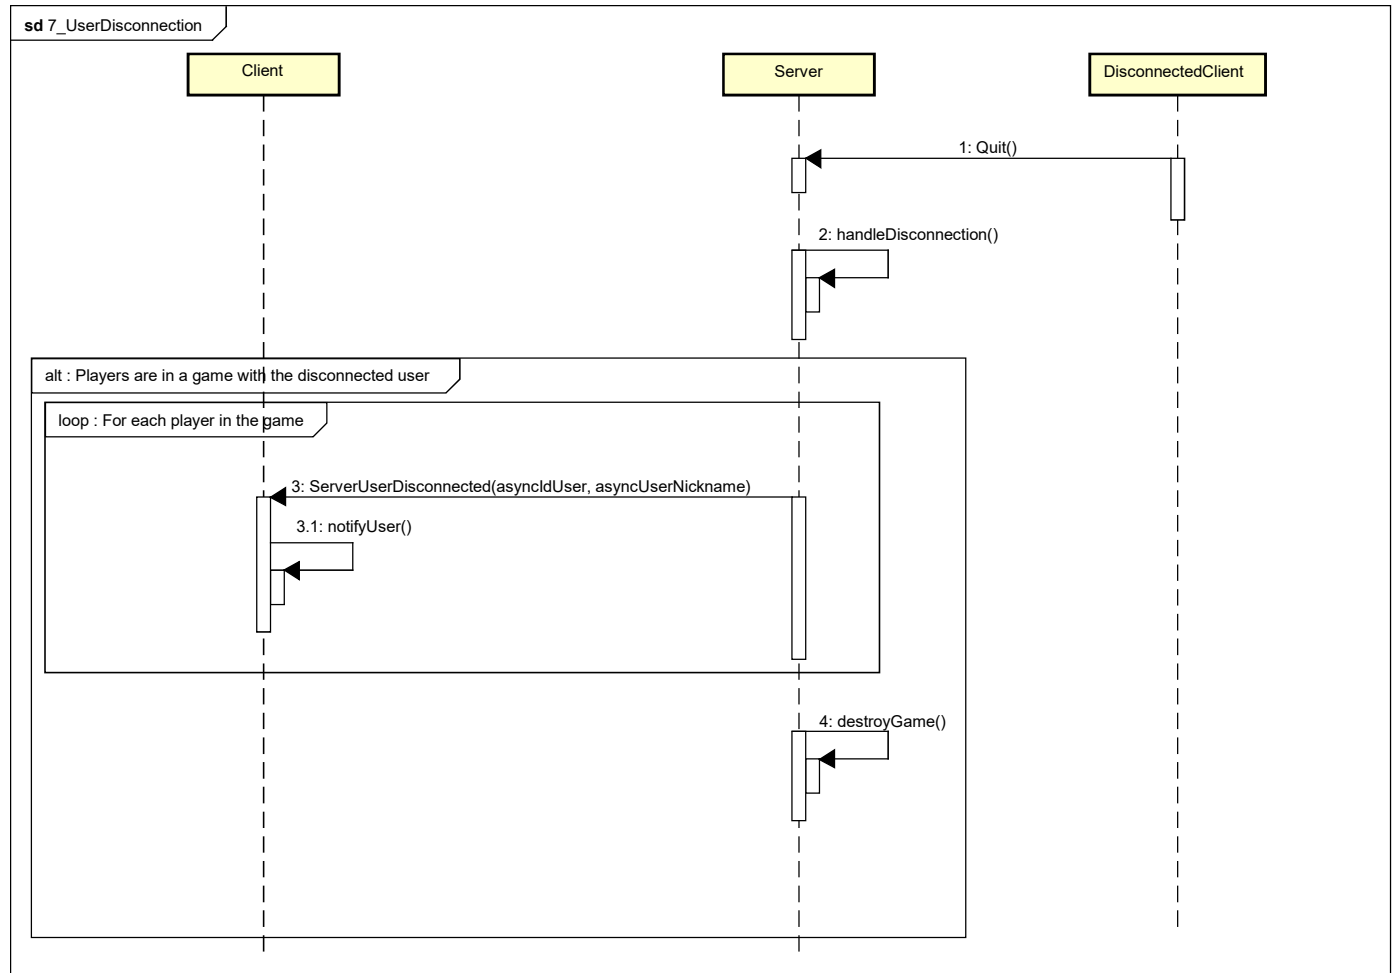 sd 7_UserDisconnection
Client
Server
DisconnectedClient
1: Quit()
2: handleDisconnection()
alt : Players are in a game with the disconnected user
loop : For each player in the game
3: ServerUserDisconnected(asyncIdUser, asyncUserNickname)
3.1: notifyUser()
4: destroyGame()